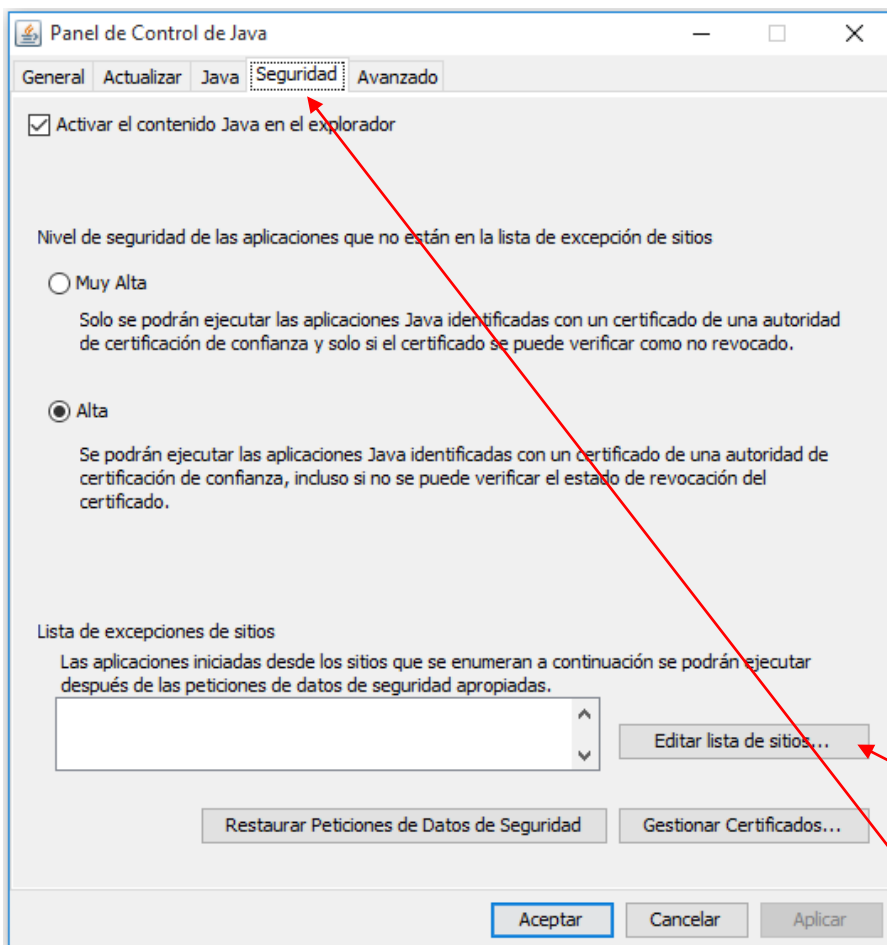 Panel de Control de Java
General Actualizar Java Seguridad Avanzado
Activar el contenido Java en el explorador
Nivel de seguridad de las aplicaciones que no están en la lista de excepción de sitios
Muy Alta
Solo se podrán ejecutar las aplicaciones Java identificadas con un certificado de una autoridad
de certificación de confianza y solo si el certificado se puede verificar como no revocado.
Alta
Se podrán ejecutar las aplicaciones Java identificadas con un certificado de una autoridad de
certificación de confianza, incluso si no se puede verificar el estado de revocación del
certificado.
Lista de excepciones de sitios
Las aplicaciones iniciadas desde los sitios que se enumeran a continuación se podrán ejecutar
después de las peticiones de datos de seguridad apropiadas.
Editar lista de sitios...
Restaurar Peticiones de Datos de Seguridad Gestionar Certificados...
Aceptar Cancelar Aplicar